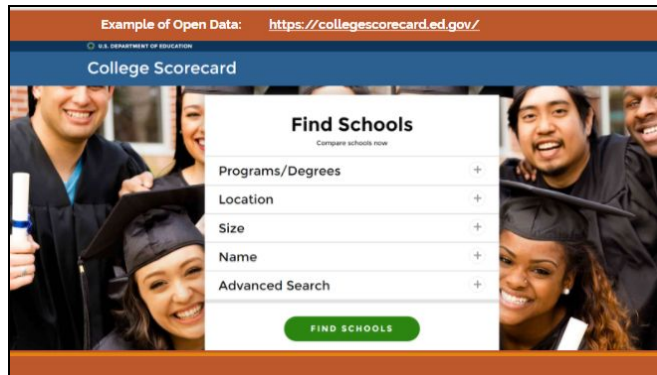 Example of Open Data: https://collegescorecard.ed.gov/
U.S. DEPARTMENT OF EDUCATION
College Scorecard
Find Schools
Compare schools now
Programs/Degrees +
Location +
Size +
Name +
Advanced Search +
FIND SCHOOLS